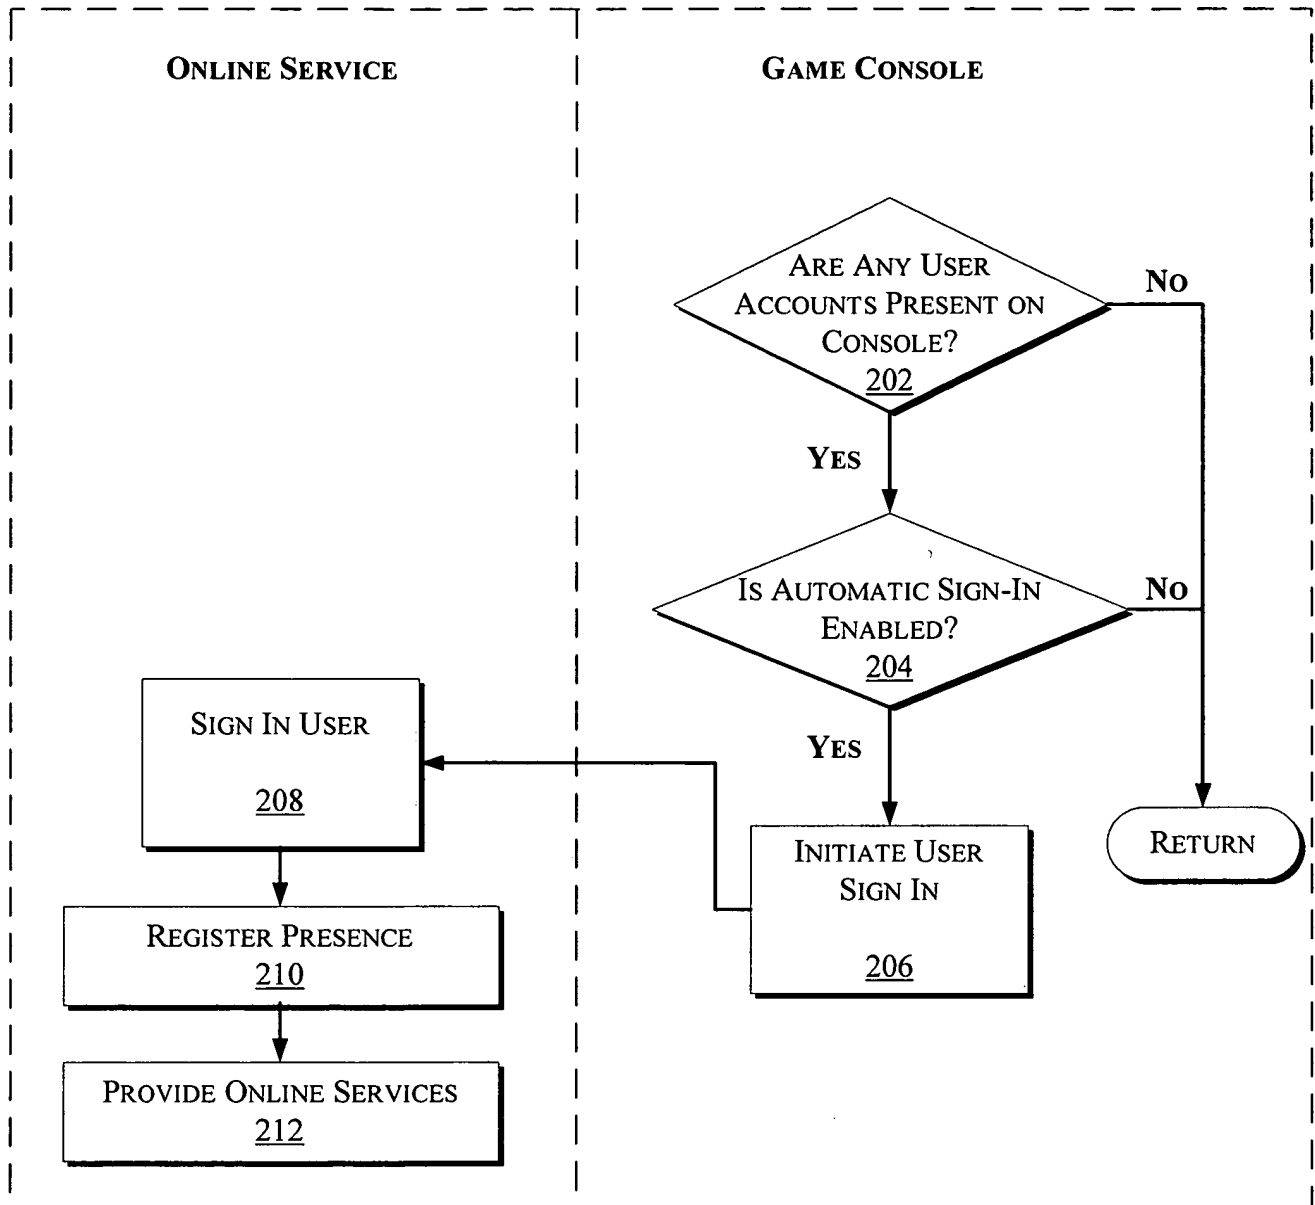 ONLINE SERVICE
GAME CONSOLE
ARE ANY USER
ACCOUNTS PRESENT ON
CONSOLE?
202
NO
YES
IS AUTOMATIC SIGN-IN
ENABLED?
204
NO
YES
SIGN IN USER
208
INITIATE USER
SIGN IN
206
RETURN
REGISTER PRESENCE
210
PROVIDE ONLINE SERVICES
212